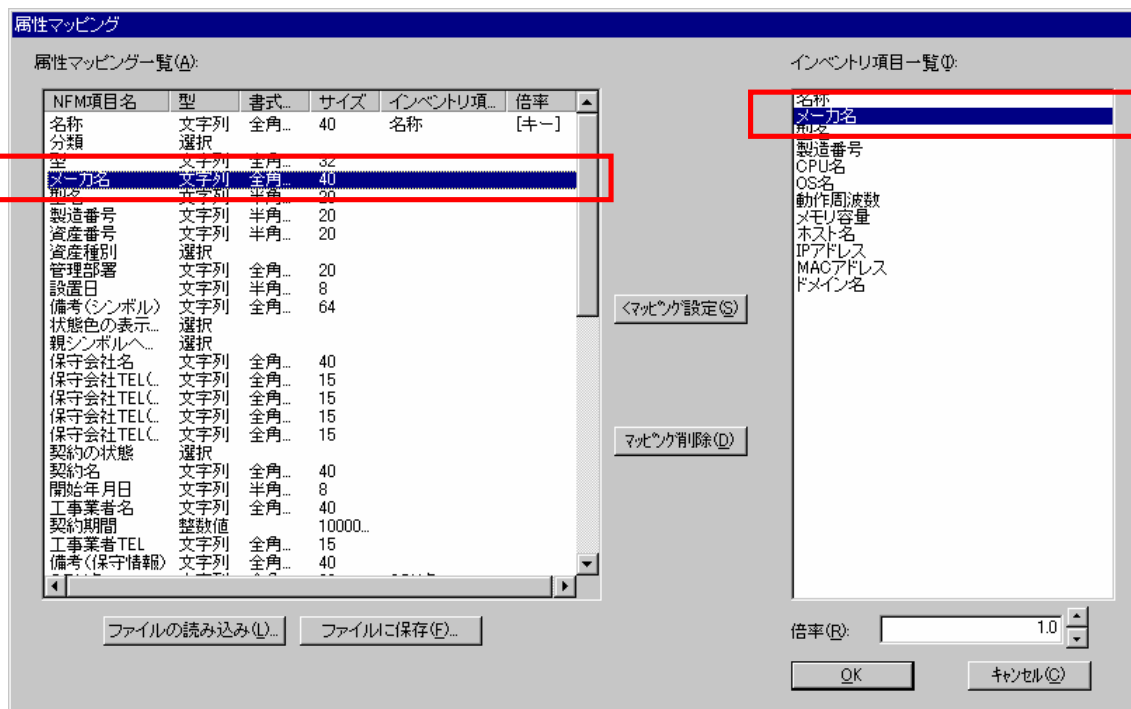 属性マッピング
属性マッピング一覧(A):
NFM項目名 型 書式... サイズ インベントリ項... 倍率
名称 文字列 全角... 40 名称 [キー]
分類 選択
型 文字列 全角... 32
メーカ名 文字列 全角... 40
型名 文字列 半角... 20
製造番号 文字列 半角... 20
資産番号 文字列 半角... 20
資産種別 選択
管理部署 文字列 全角... 20
設置日 文字列 半角... 8
備考(シンボル) 文字列 全角... 64
状態色の表示... 選択
親シンボルへ... 選択
保守会社名 文字列 全角... 40
保守会社TEL(... 文字列 全角... 15
保守会社TEL(... 文字列 全角... 15
保守会社TEL(... 文字列 全角... 15
保守会社TEL(... 文字列 全角... 15
契約の状態 選択
契約名 文字列 全角... 40
開始年月日 文字列 半角... 8
工事業者名 文字列 全角... 40
契約期間 整数値 10000...
工事業者TEL 文字列 全角... 15
備考(保守情報) 文字列 全角... 40
ファイルの読み込み(L)... ファイルに保存(F)...
<マッピング設定(S)
マッピング削除(D)
インベントリ項目一覧(I):
名称
メーカ名
型名
製造番号
CPU名
OS名
動作周波数
メモリ容量
ホスト名
IPアドレス
MACアドレス
ドメイン名
倍率(R): 1.0
OK キャンセル(C)